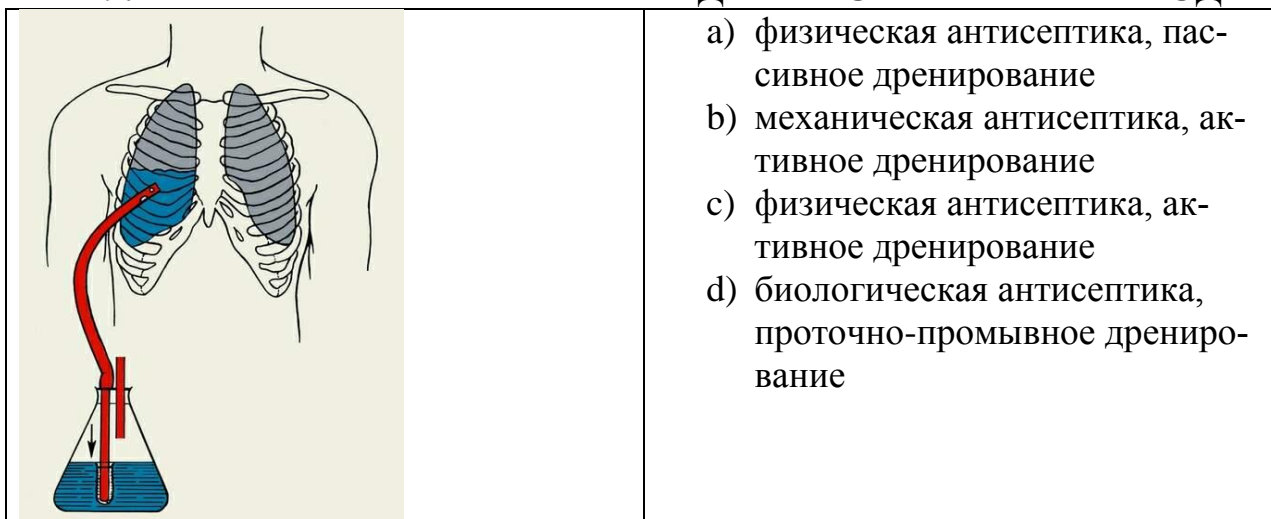 a) физическая антисептика, пас-
сивное дренирование
b) механическая антисептика, ак-
тивное дренирование
c) физическая антисептика, ак-
тивное дренирование
d) биологическая антисептика,
проточно-промывное дрениро-
вание